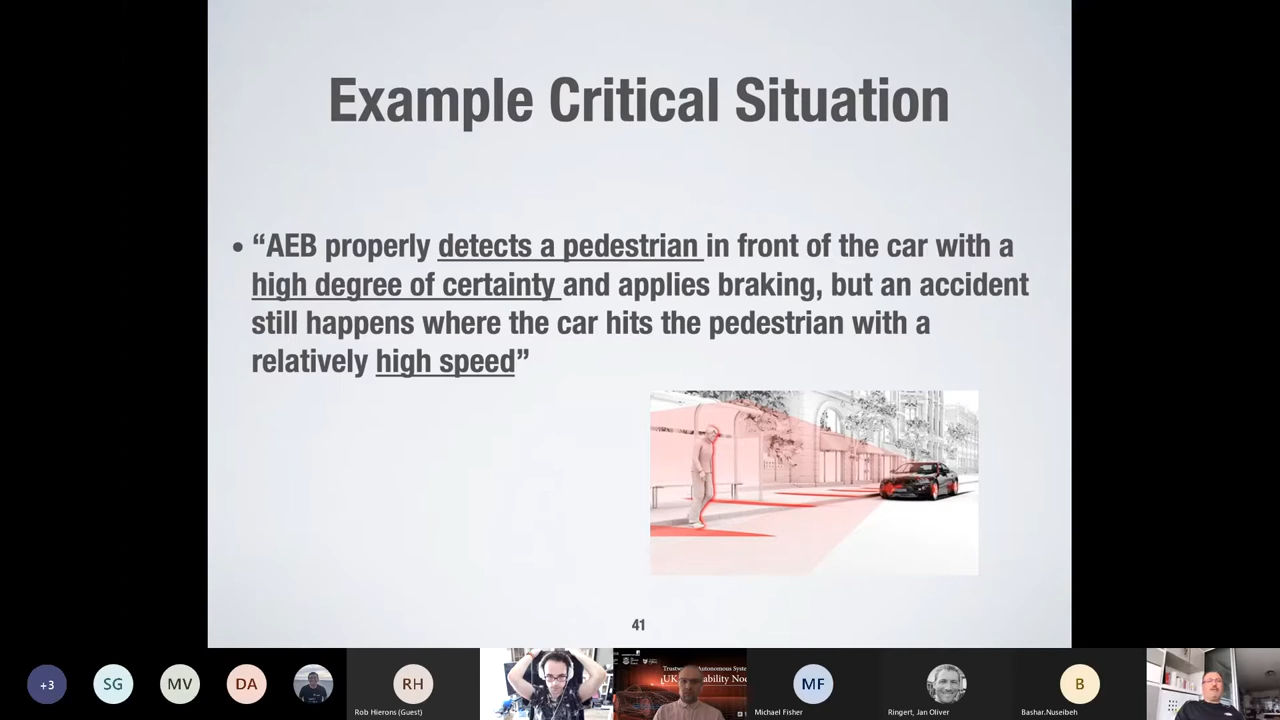 Example Critical Situation
• “AEB properly detects a pedestrian in front of the car with a
high degree of certainty and applies braking, but an accident
still happens where the car hits the pedestrian with a
relatively high speed”
41
+3
SG
MV
DA
RH
Rob Hierons (Guest)
MF
Michael Fisher
Ringert, Jan Oliver
B
Bashar.Nuseibeh